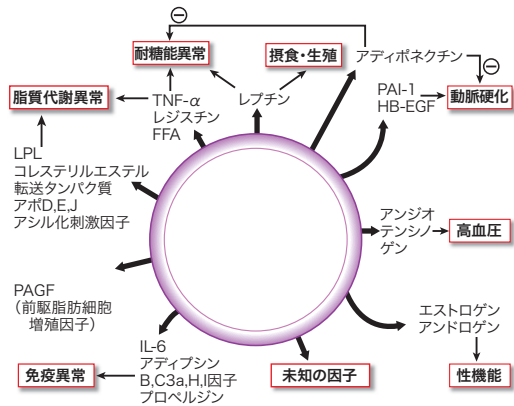 ⊖
耐糖能異常
摂食・生殖
アディポネクチン
⊖
脂質代謝異常
TNF-α
レジスチン
FFA
レプチン
PAI-1
HB-EGF
動脈硬化
LPL
コレステリルエステル
転送タンパク質
アポD,E,J
アシル化刺激因子
アンジオ
テンシノ
ゲン
高血圧
PAGF
(前駆脂肪細胞
増殖因子)
エストロゲン
アンドロゲン
IL-6
アディプシン
B,C3a,H,I因子
プロペルジン
免疫異常
未知の因子
性機能